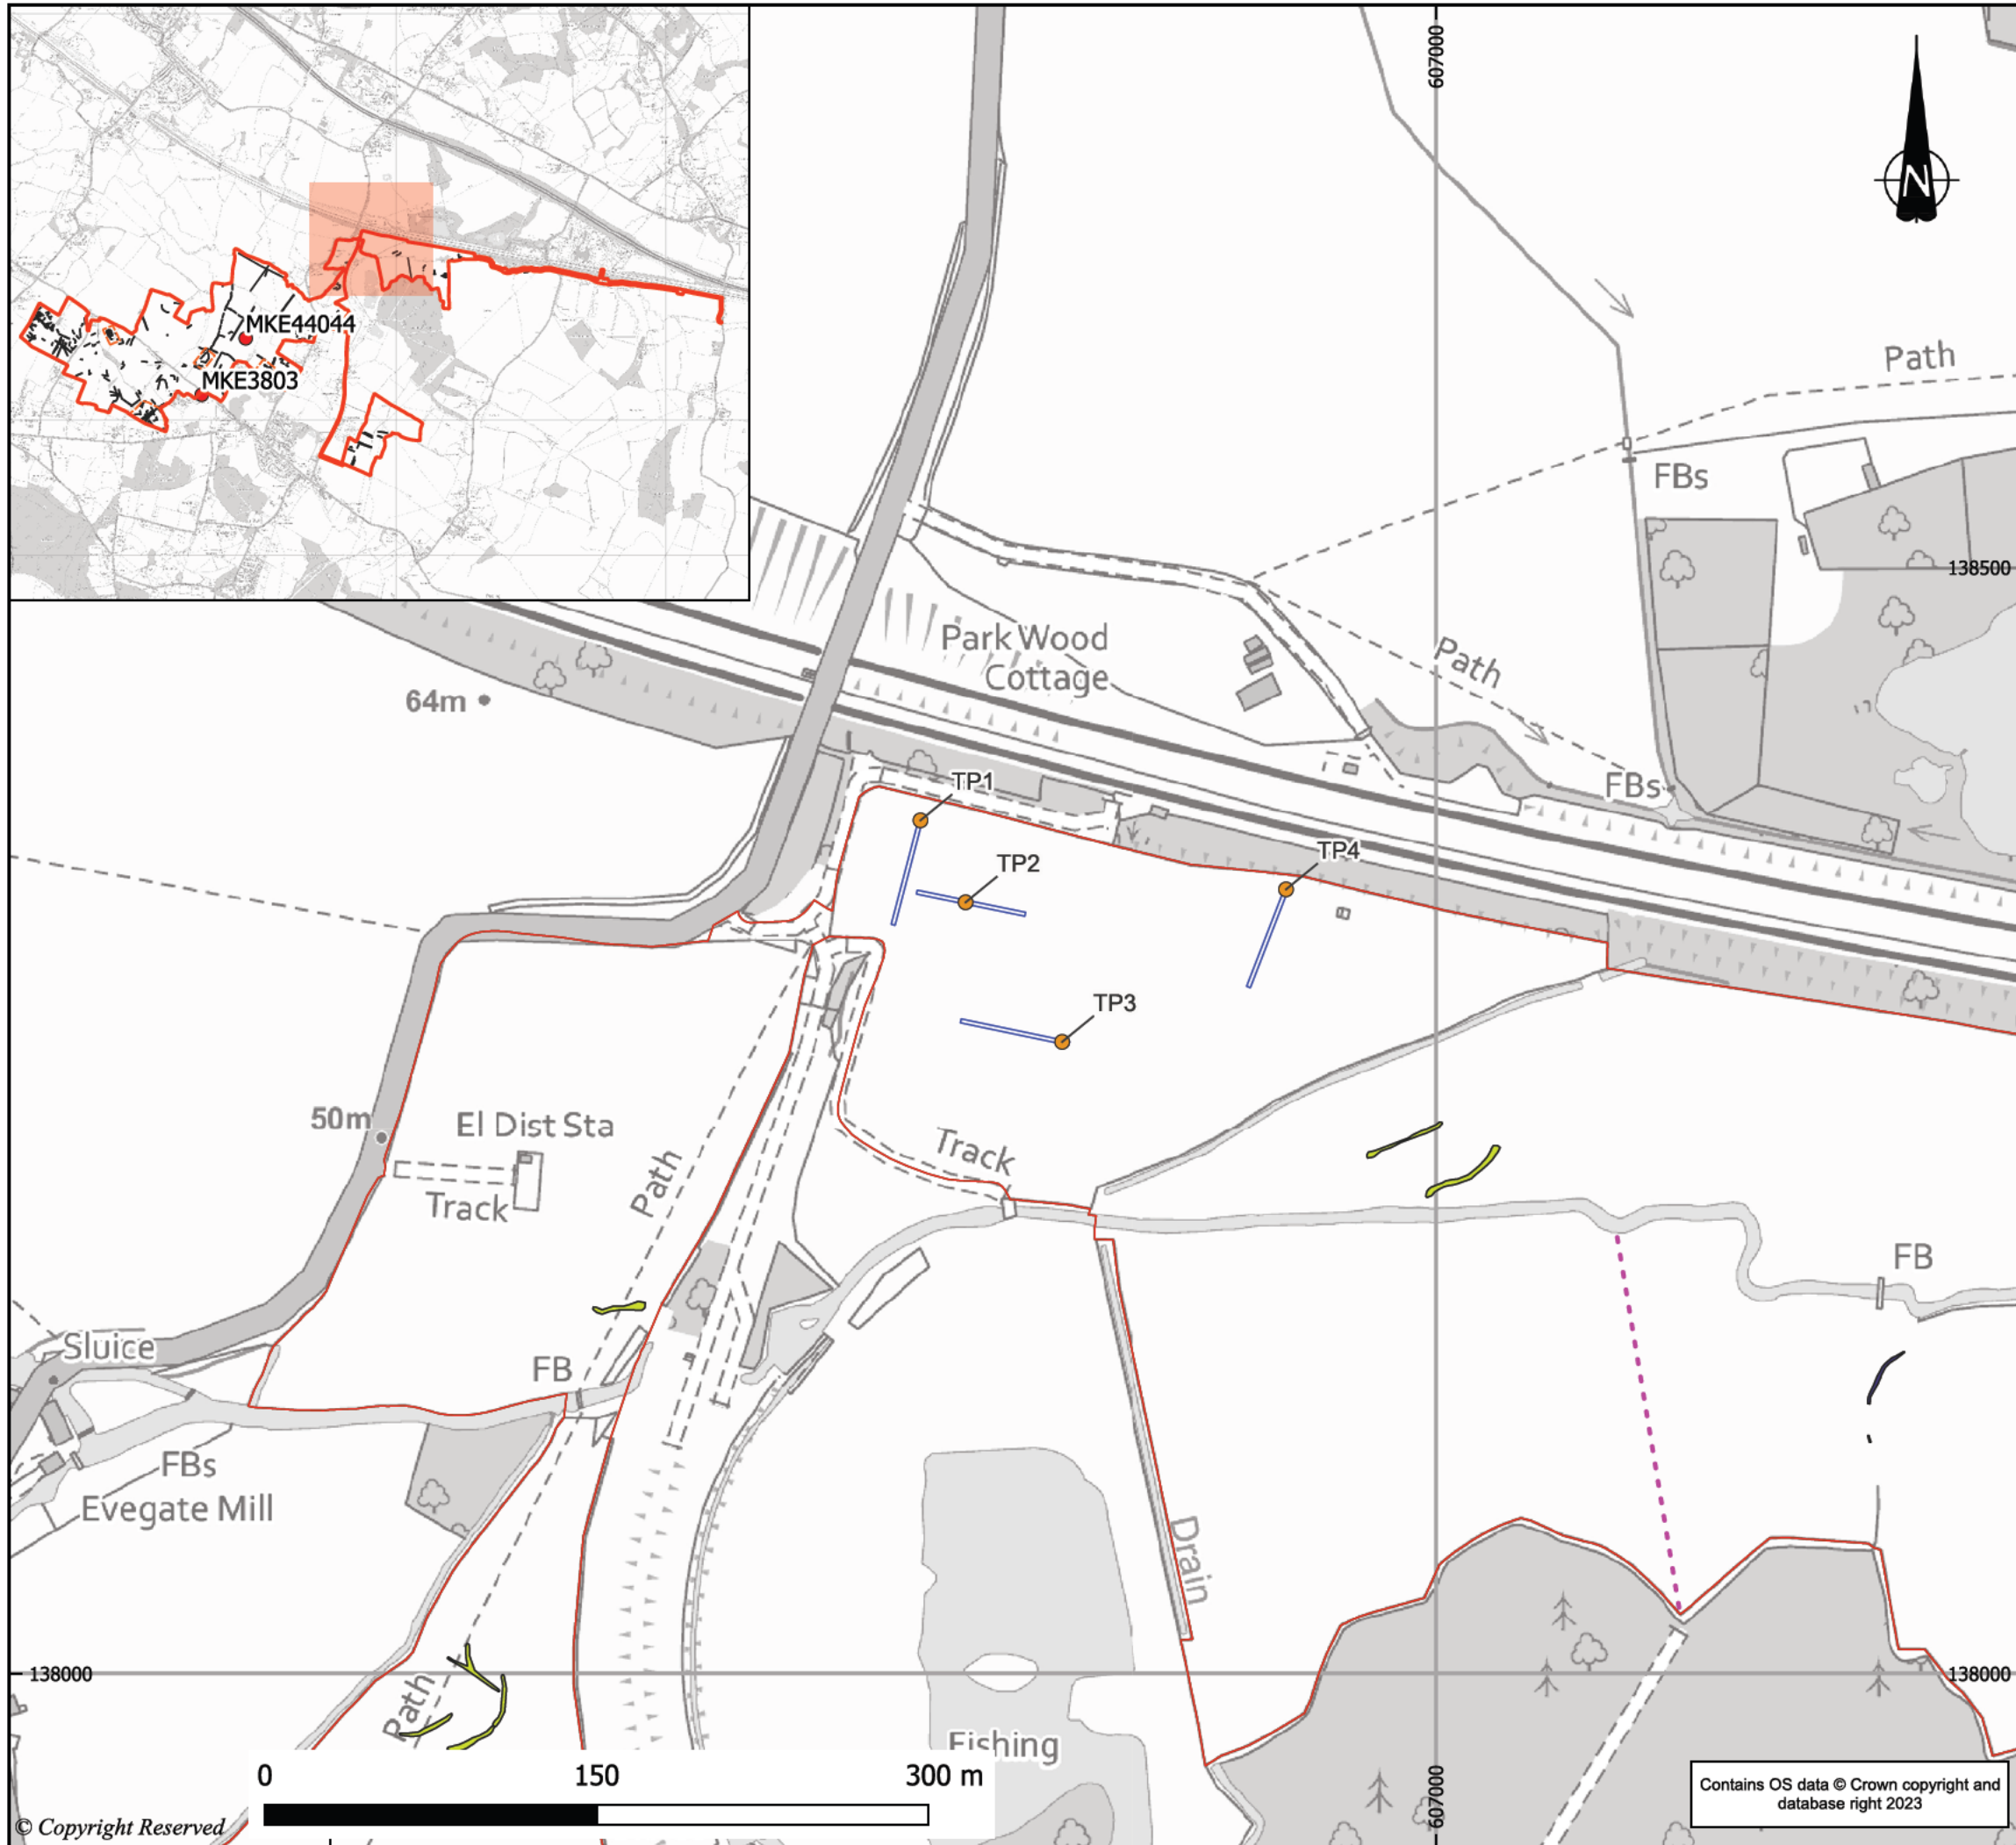 MKE44044
MKE3803
607000
N
Path
FBs
138500
Park Wood
Cottage
Path
64m
FBs
TP1
TP2
TP4
TP3
50m
El Dist Sta
Track
Path
Track
FB
Sluice
FB
FBs
Evegate Mill
Drain
138000
138000
Path
Fishing
607000
0 150 300 m
Contains OS data © Crown copyright and
database right 2023
© Copyright Reserved